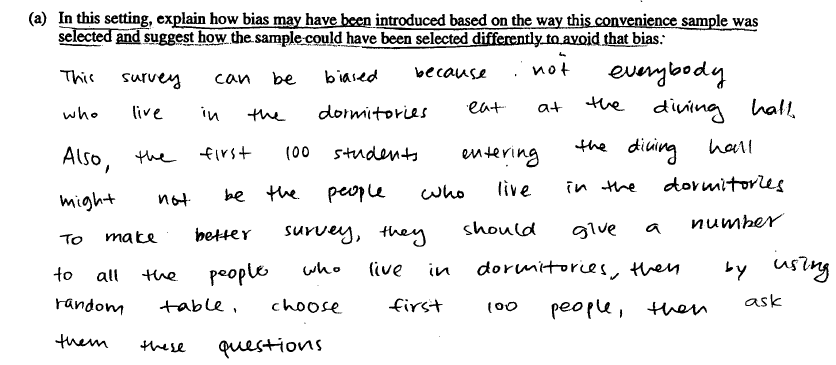 (a) In this setting, explain how bias may have been introduced based on the way this convenience sample was
selected and suggest how the sample could have been selected differently to avoid that bias.
This survey can be biased because not everybody
who live in the dormitories eat at the dining hall.
Also, the first 100 students entering the dining hall
might not be the people who live in the dormitories
To make better survey, they should give a number
to all the people who live in dormitories, then by using
random table, choose first 100 people, then ask
them these questions